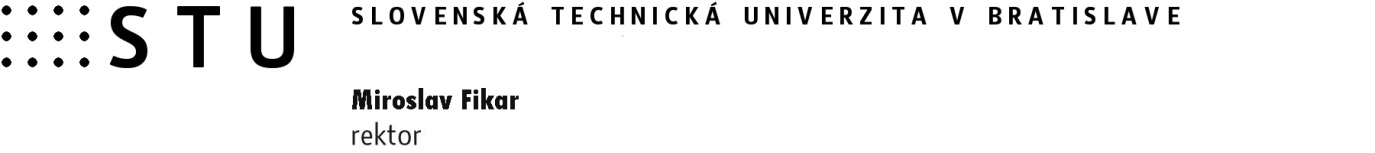 STU
SLOVENSKÁ TECHNICKÁ UNIVERZITA V BRATISLAVE
Miroslav Fikar
rektor